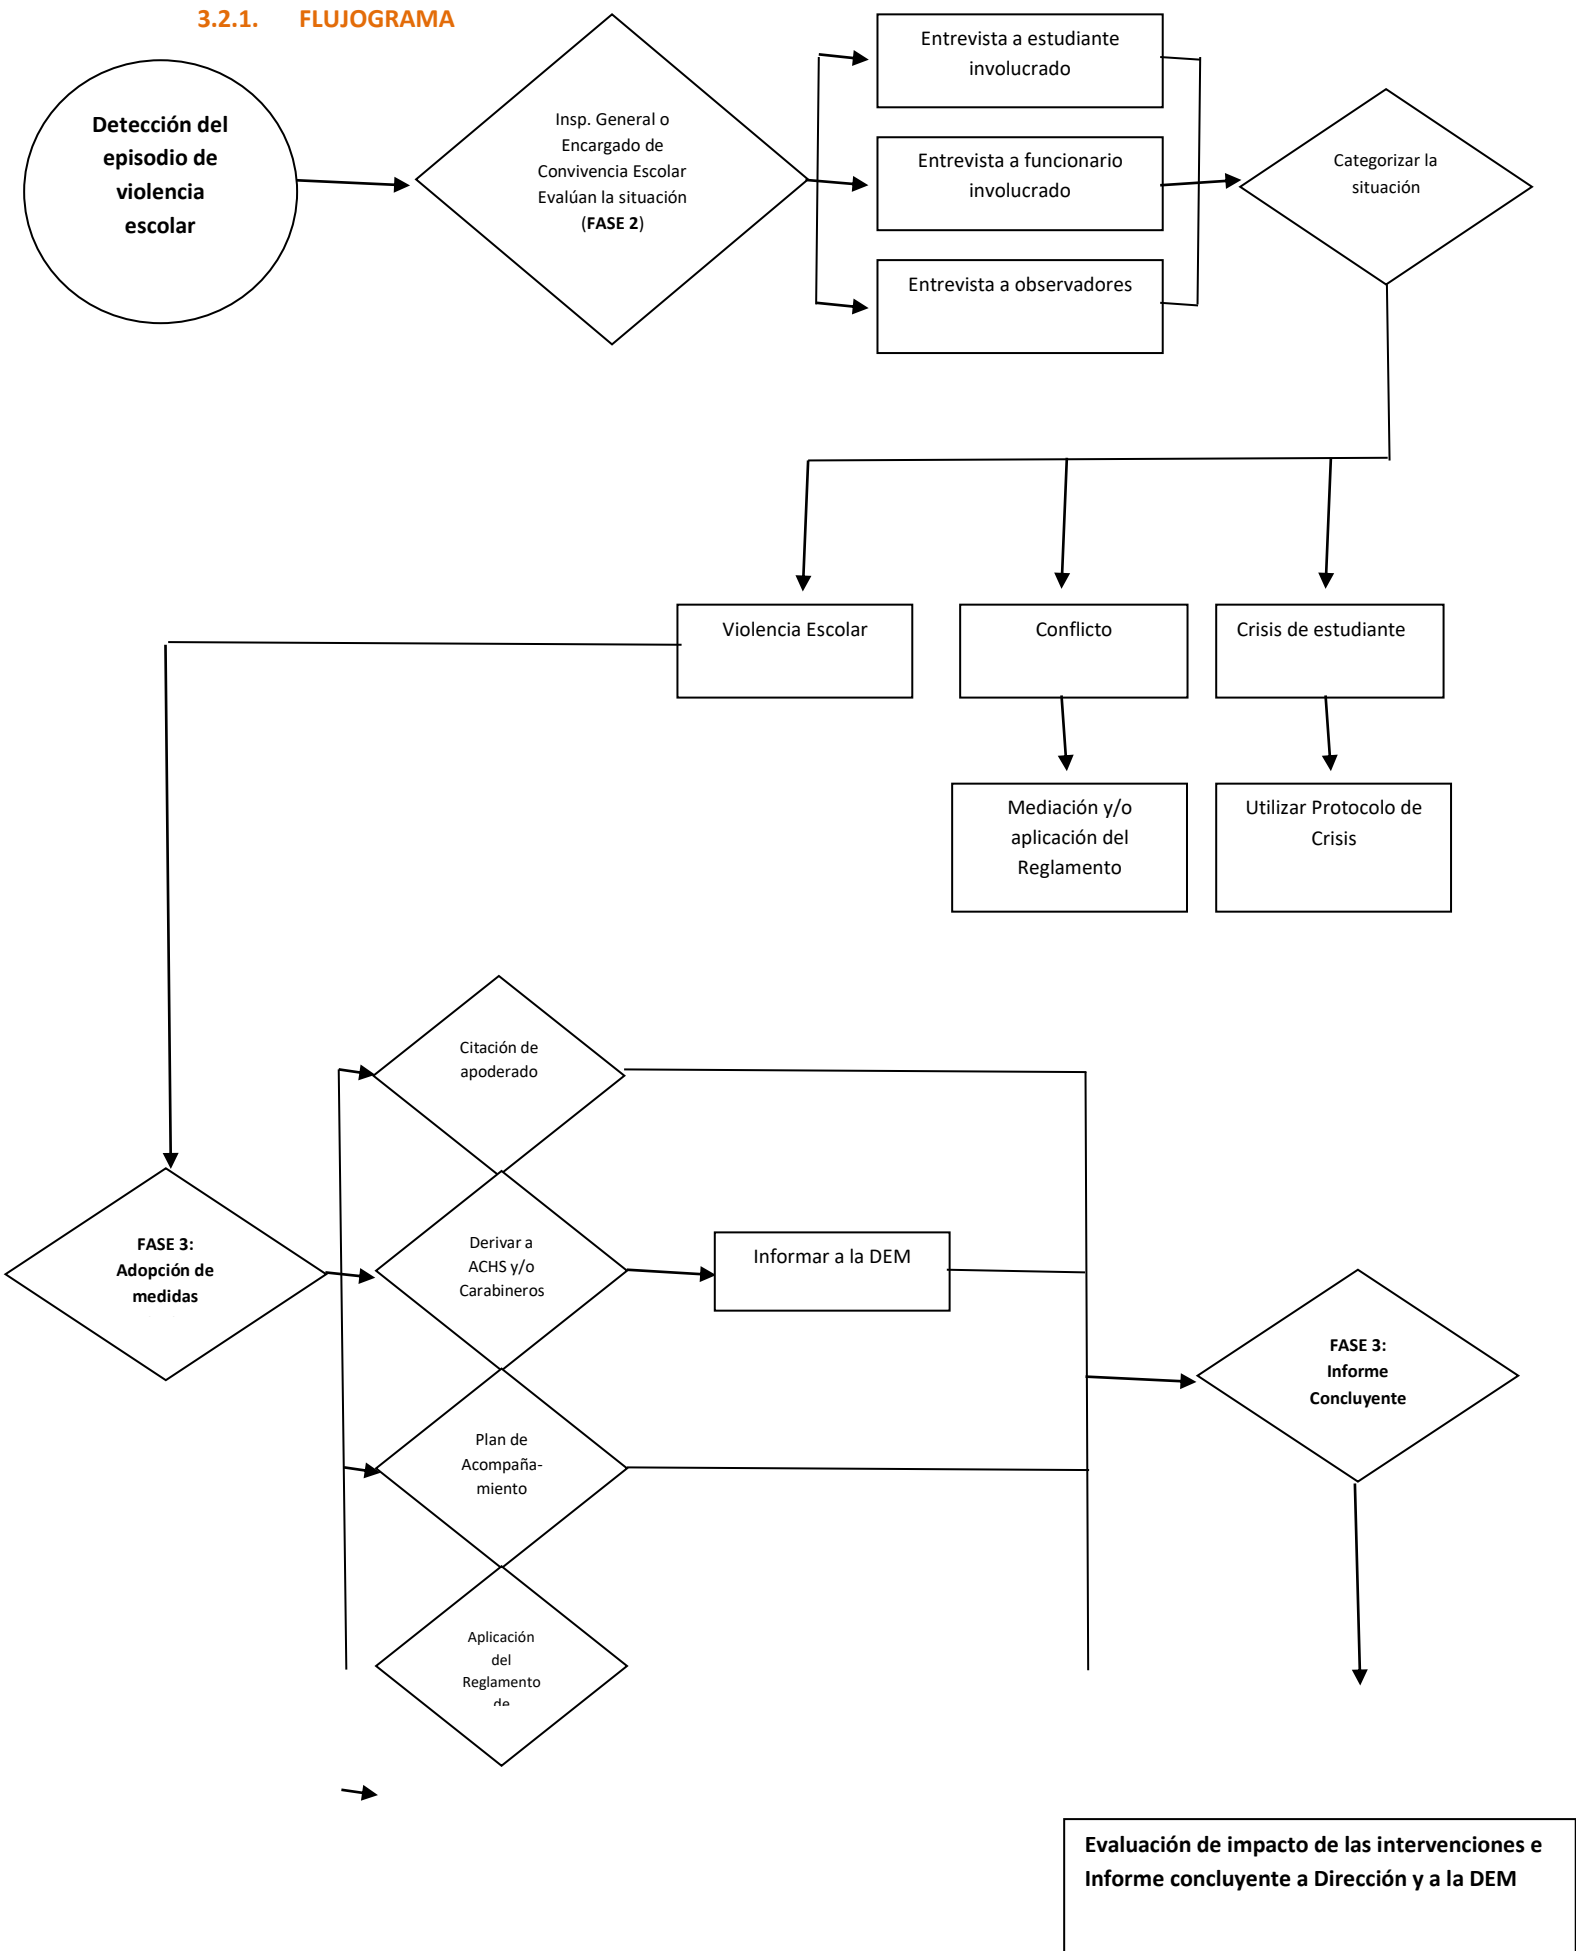 3.2.1. FLUJOGRAMA
Detección del
episodio de
violencia
escolar
Insp. General o
Encargado de
Convivencia Escolar
Evalúan la situación
(FASE 2)
Entrevista a estudiante
involucrado
Entrevista a funcionario
involucrado
Entrevista a observadores
Categorizar la
situación
Violencia Escolar
Conflicto
Crisis de estudiante
Mediación y/o
aplicación del
Reglamento
Utilizar Protocolo de
Crisis
Citación de
apoderado
FASE 3:
Adopción de
medidas
Derivar a
ACHS y/o
Carabineros
Informar a la DEM
FASE 3:
Informe
Concluyente
Plan de
Acompaña-
miento
Aplicación
del
Reglamento
de
Evaluación de impacto de las intervenciones e
Informe concluyente a Dirección y a la DEM